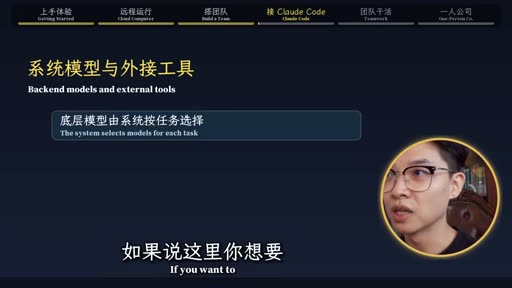 上手体验
Getting Started
远程运行
Cloud Computer
搭团队
Build a Team
接 Claude Code
Claude Code
团队干活
Teamwork
一人公司
One-Person Co.
系统模型与外接工具
Backend models and external tools
底层模型由系统按任务选择
The system selects models for each task
如果说这里你想要
If you want to